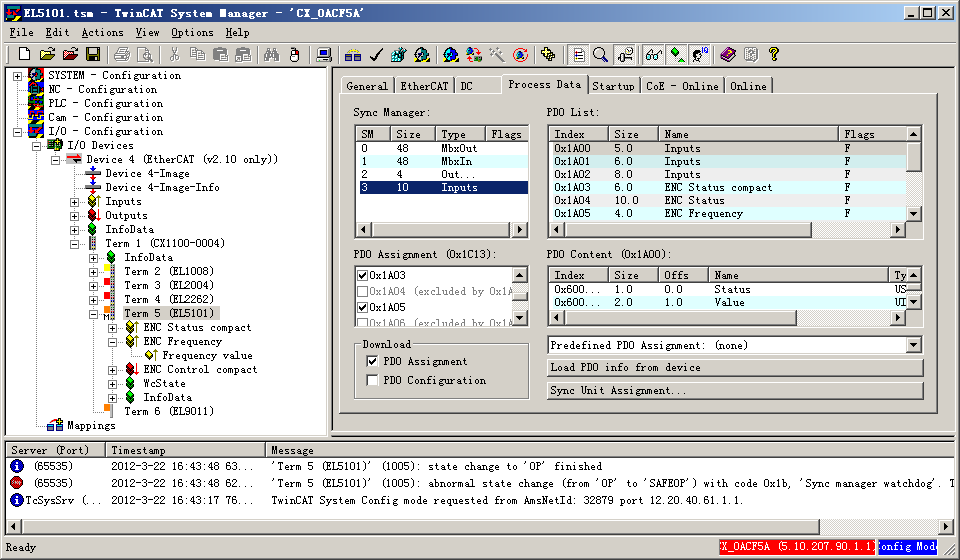 EL5101.tsm - TwinCAT System Manager - 'CX_0ACF5A'
File Edit Actions View Options Help
SYSTEM - Configuration
NC - Configuration
PLC - Configuration
Cam - Configuration
I/O - Configuration
I/O Devices
Device 4 (EtherCAT (v2.10 only))
Device 4-Image
Device 4-Image-Info
Inputs
Outputs
InfoData
Term 1 (CX1100-0004)
InfoData
Term 2 (EL1008)
Term 3 (EL2004)
Term 4 (EL2262)
Term 5 (EL5101)
ENC Status compact
ENC Frequency
Frequency value
ENC Control compact
WcState
InfoData
Term 6 (EL9011)
Mappings
General EtherCAT DC Process Data Startup CoE - Online Online
Sync Manager:
SM Size Type Flags
0 48 MbxOut
1 48 MbxIn
2 4 Out...
3 10 Inputs
PDO List:
Index Size Name Flags
0x1A00 5.0 Inputs F
0x1A01 6.0 Inputs F
0x1A02 8.0 Inputs F
0x1A03 6.0 ENC Status compact F
0x1A04 10.0 ENC Status F
0x1A05 4.0 ENC Frequency F
PDO Assignment (0x1C13):
0x1A03
0x1A04 (excluded by 0x1A
0x1A05
0x1A06 (excluded by 0x1A
PDO Content (0x1A00):
Index Size Offs Name Ty
0x600... 1.0 0.0 Status US
0x600... 2.0 1.0 Value UI
Download
PDO Assignment
PDO Configuration
Predefined PDO Assignment: (none)
Load PDO info from device
Sync Unit Assignment...
Server (Port) Timestamp Message
(65535) 2012-3-22 16:43:48 63... 'Term 5 (EL5101)' (1005): state change to 'OP' finished
(65535) 2012-3-22 16:43:48 62... 'Term 5 (EL5101)': abnormal state change (from 'OP' to 'SAFEOP') with code 0x1b, 'Sync manager watchdog'. T
TcSysSrv (... 2012-3-22 16:43:17 76... TwinCAT System Config mode requested from AmsNetId: 32879 port 12.20.40.61.1.1.
Ready
CX_0ACF5A (5.10.207.90.1.1) Config Mode